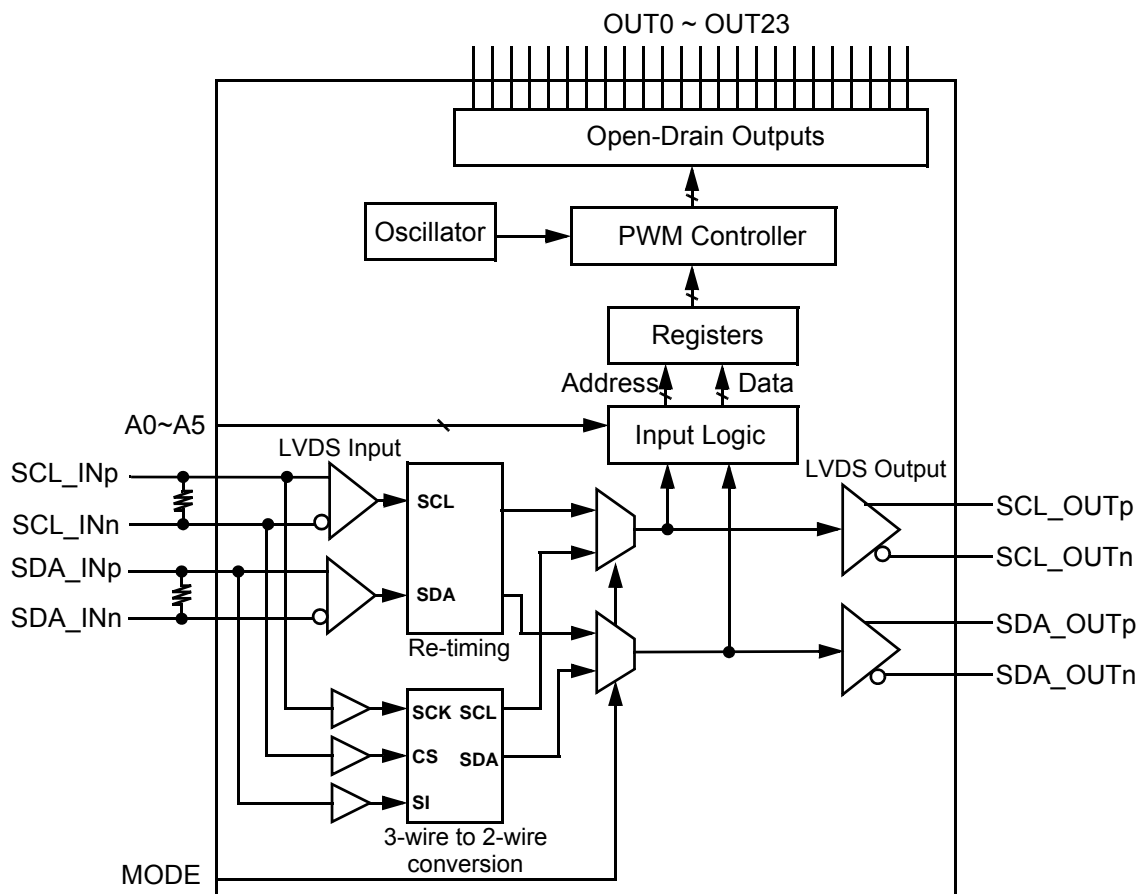 OUT0 ~ OUT23
Open-Drain Outputs
Oscillator
PWM Controller
Registers
Address
Data
A0~A5
Input Logic
LVDS Input
LVDS Output
SCL_INp
SCL_INn
SDA_INp
SDA_INn
SCL
SDA
Re-timing
SCL_OUTp
SCL_OUTn
SDA_OUTp
SDA_OUTn
SCK
SCL
CS
SDA
SI
3-wire to 2-wire
conversion
MODE